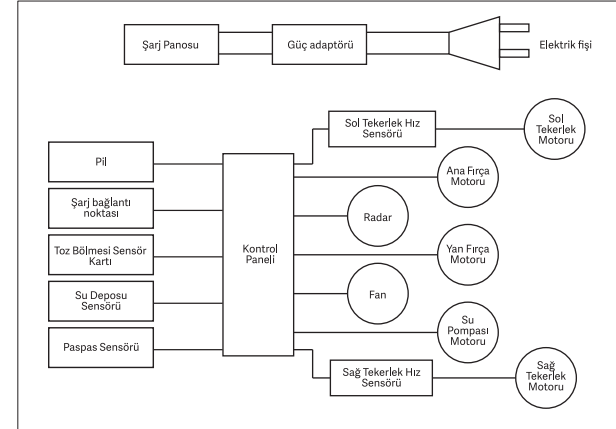 Şarj Panosu
Güç adaptörü
Elektrik fişi
Sol Tekerlek Hız
Sensörü
Sol
Tekerlek
Motoru
Pil
Ana Fırça
Motoru
Şarj bağlantı
noktası
Radar
Toz Bölmesi Sensör
Kartı
Kontrol
Paneli
Yan Fırça
Motoru
Su Deposu
Sensörü
Fan
Su
Pompası
Motoru
Paspas Sensörü
Sağ Tekerlek Hız
Sensörü
Sağ
Tekerlek
Motoru